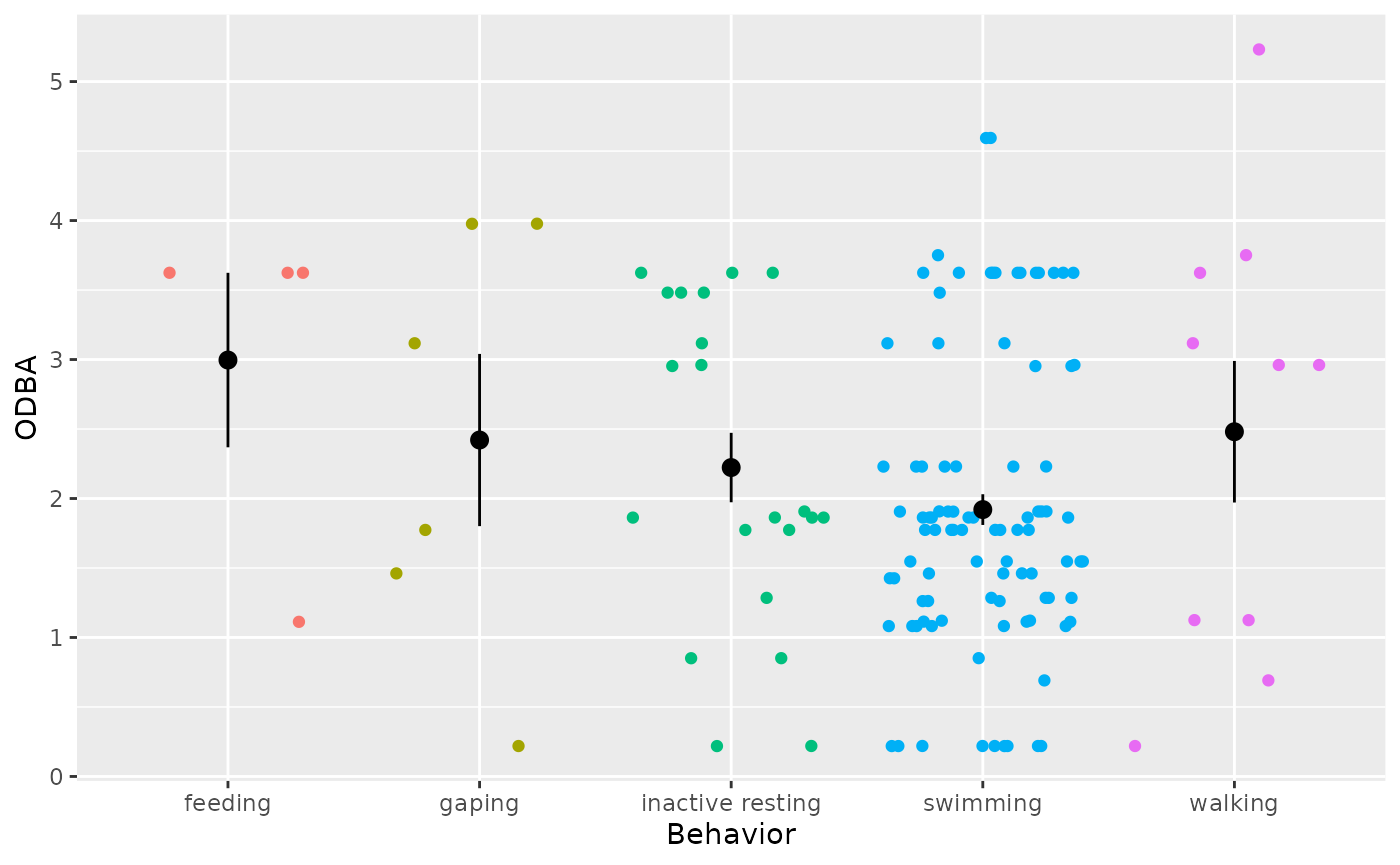 ODBA
5
4
3
2
1
0
feeding
gaping
inactive resting
swimming
walking
Behavior